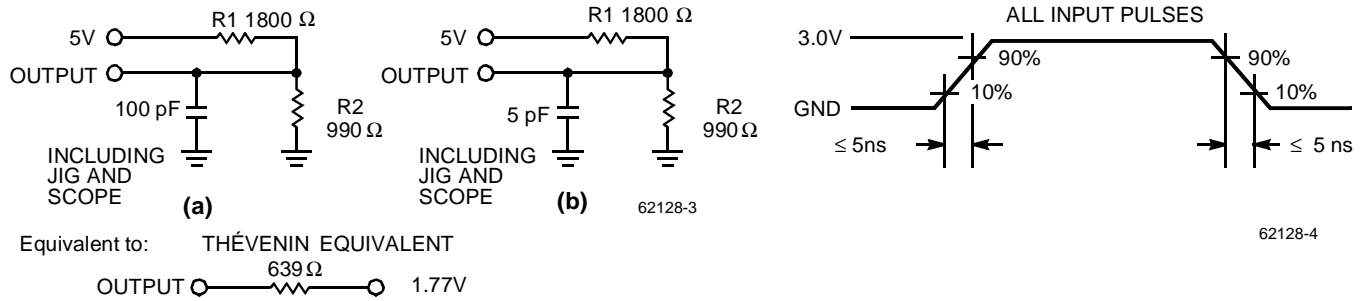 R1 1800 Ω
5V
OUTPUT
100 pF
R2
990 Ω
INCLUDING
JIG AND
SCOPE
(a)
R1 1800 Ω
5V
OUTPUT
5 pF
R2
990 Ω
INCLUDING
JIG AND
SCOPE
(b)
62128-3
ALL INPUT PULSES
3.0V
90%
90%
10%
10%
GND
≤ 5ns
≤ 5 ns
62128-4
Equivalent to: THÉVENIN EQUIVALENT
639 Ω
OUTPUT 1.77V